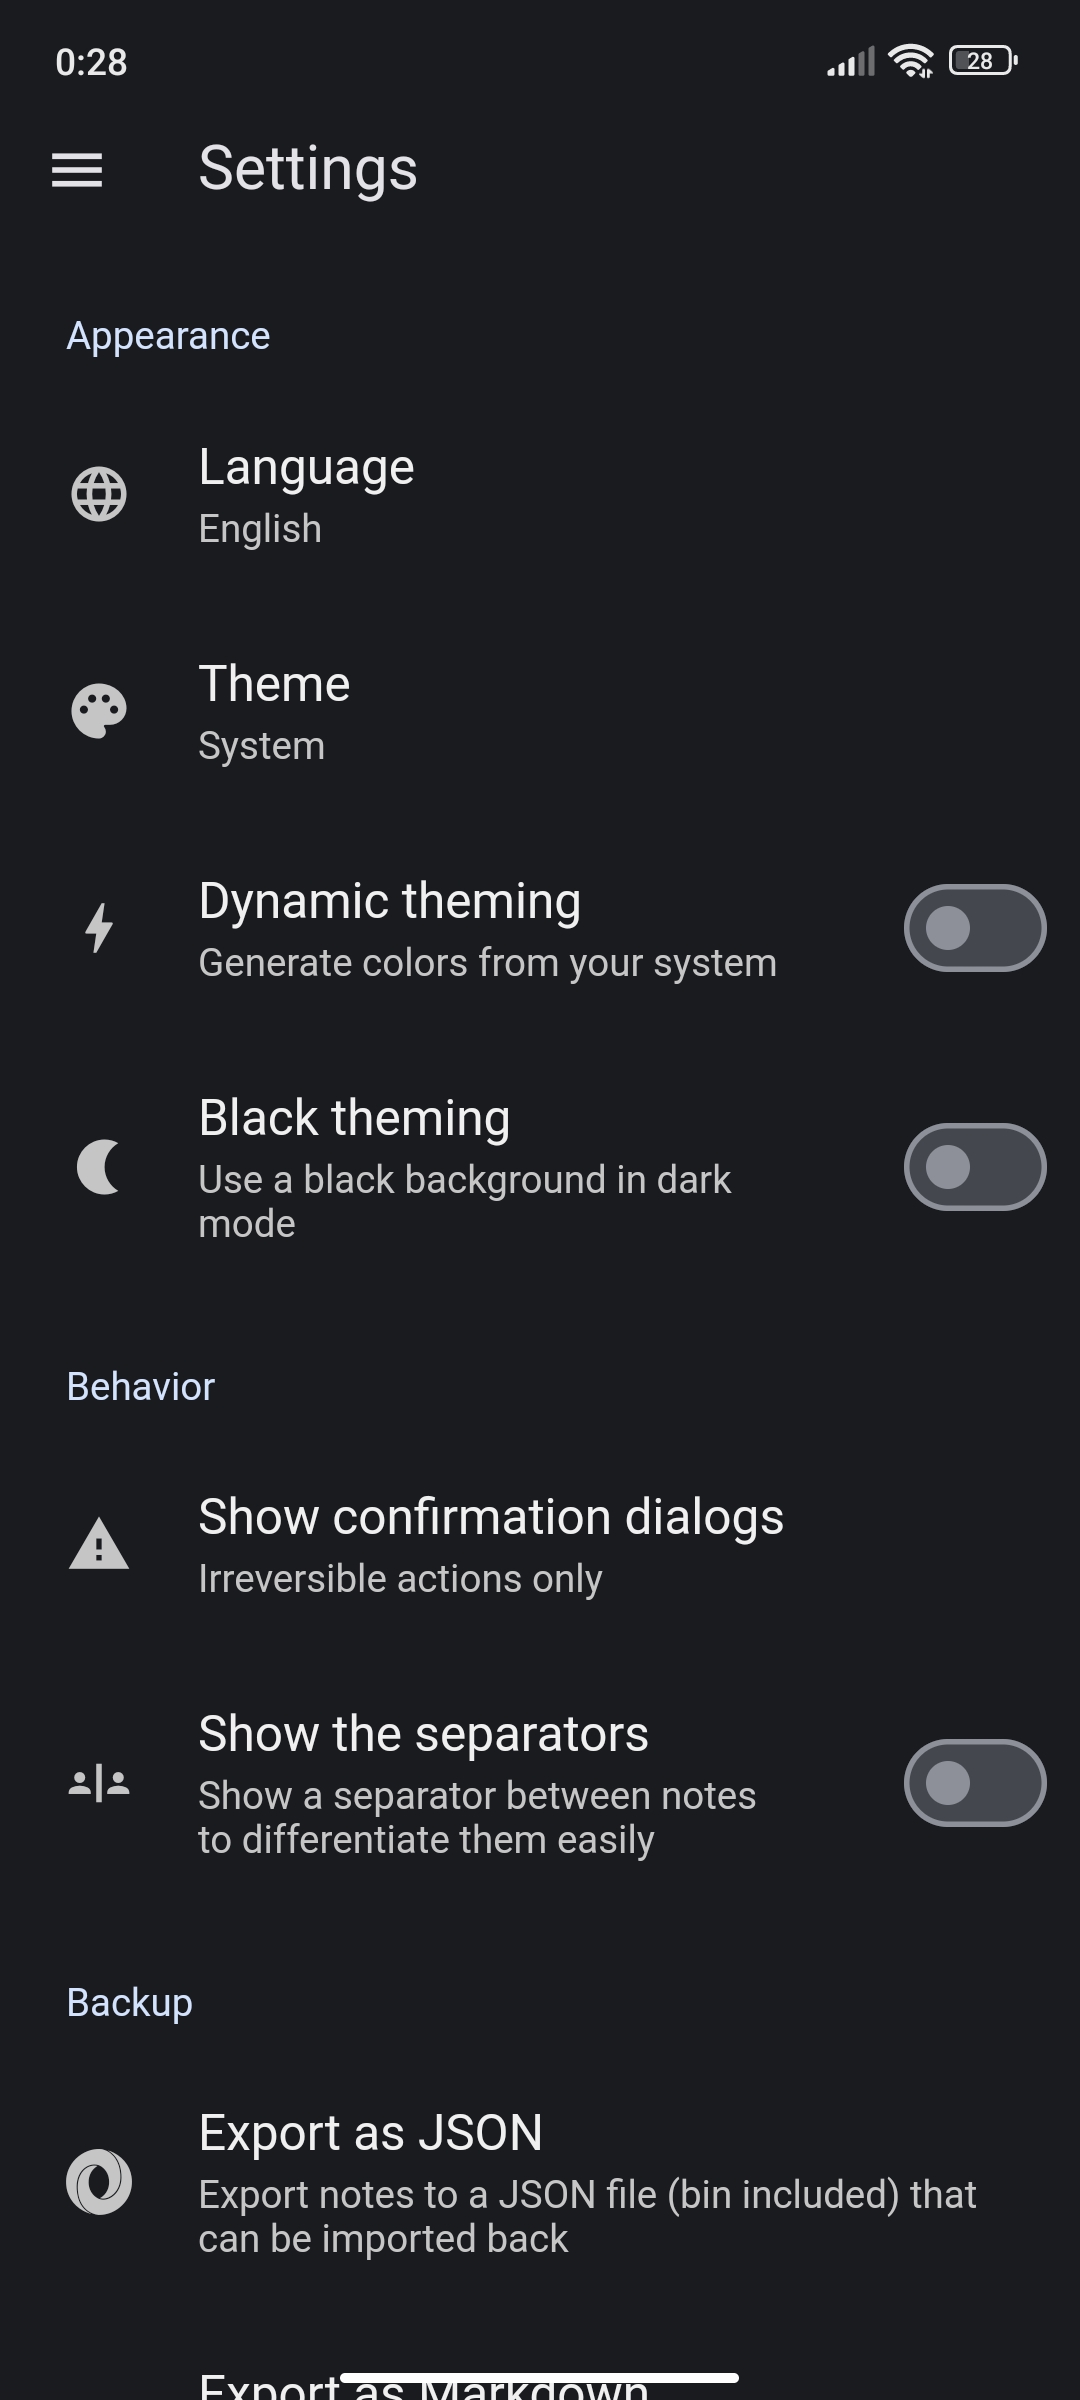 0:28
28
Settings
Appearance
Language
English
Theme
System
Dynamic theming
Generate colors from your system
Black theming
Use a black background in dark
mode
Behavior
Show confirmation dialogs
Irreversible actions only
Show the separators
Show a separator between notes
to differentiate them easily
Backup
Export as JSON
Export notes to a JSON file (bin included) that
can be imported back
Export as Markdown